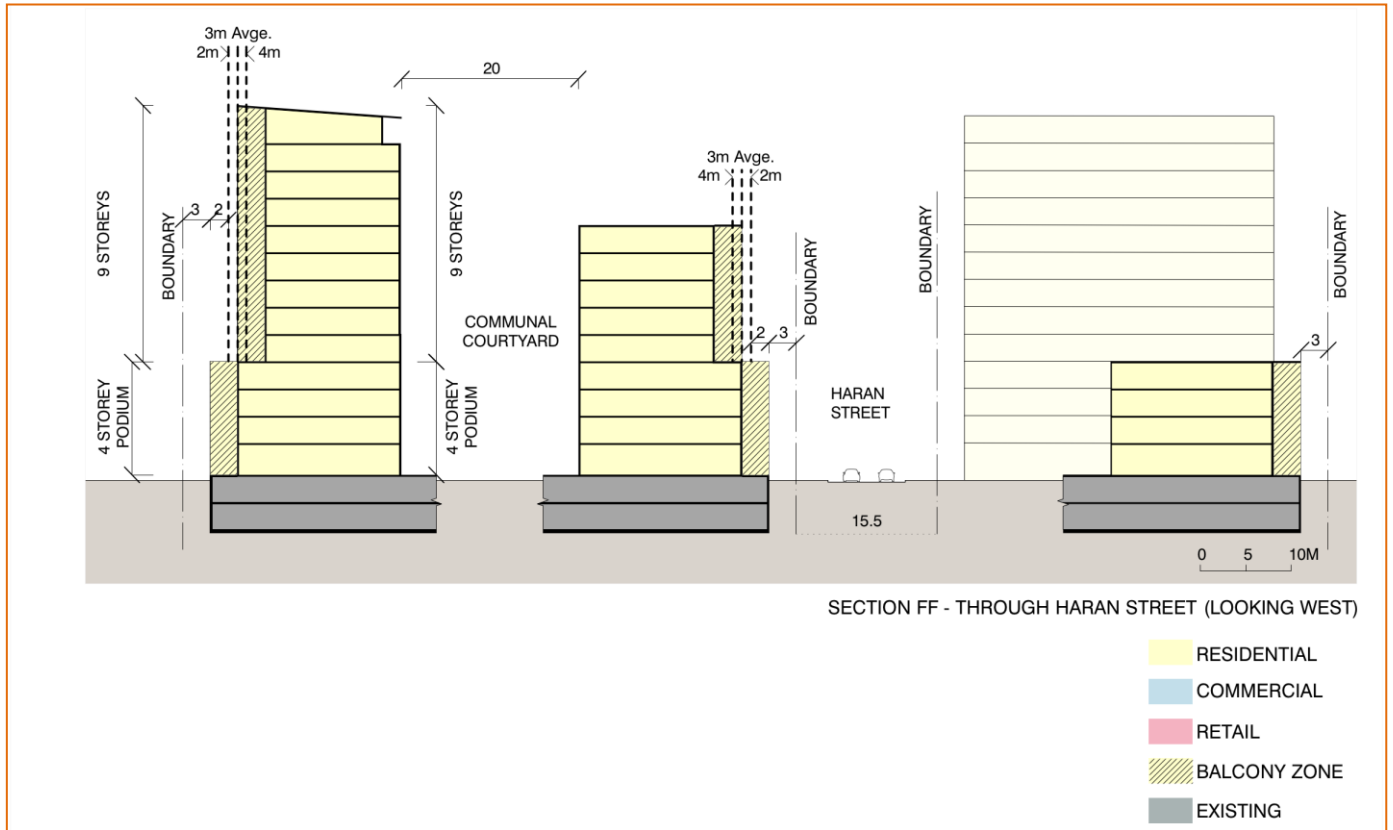 3m Avge.
2m 4m
20
3m Avge.
4m 2m
9 STOREYS
3 2
BOUNDARY
9 STOREYS
COMMUNAL
COURTYARD
2 3
BOUNDARY
BOUNDARY
BOUNDARY
3
4 STOREY
PODIUM
4 STOREY
PODIUM
HARAN
STREET
15.5
0 5 10M
SECTION FF - THROUGH HARAN STREET (LOOKING WEST)
RESIDENTIAL
COMMERCIAL
RETAIL
BALCONY ZONE
EXISTING